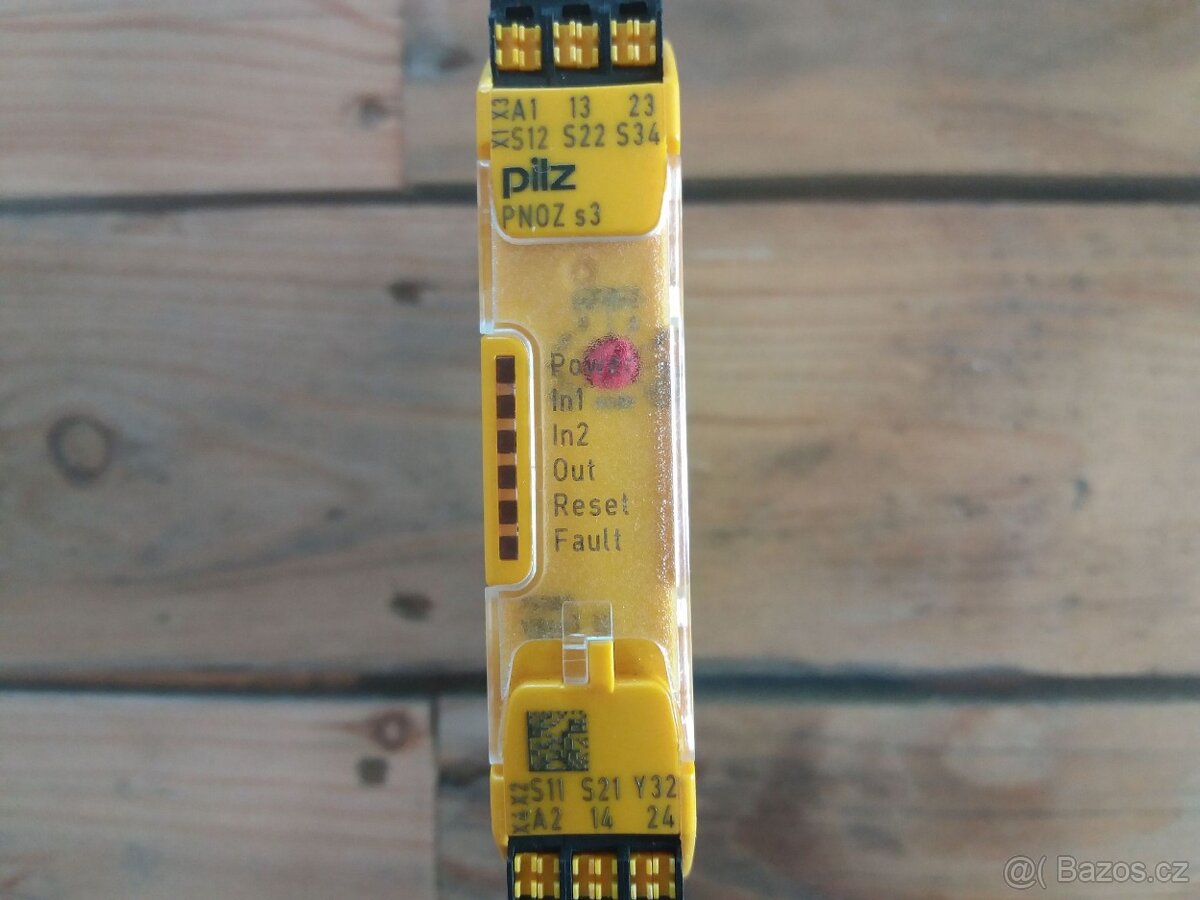 X3 A1 13 23
X1 S12 S22 S34
pilz
PNOZ s3
Power
In1
In2
Out
Reset
Fault
X2 S11 S21 Y32
X4 A2 14 24
@( Bazos.cz